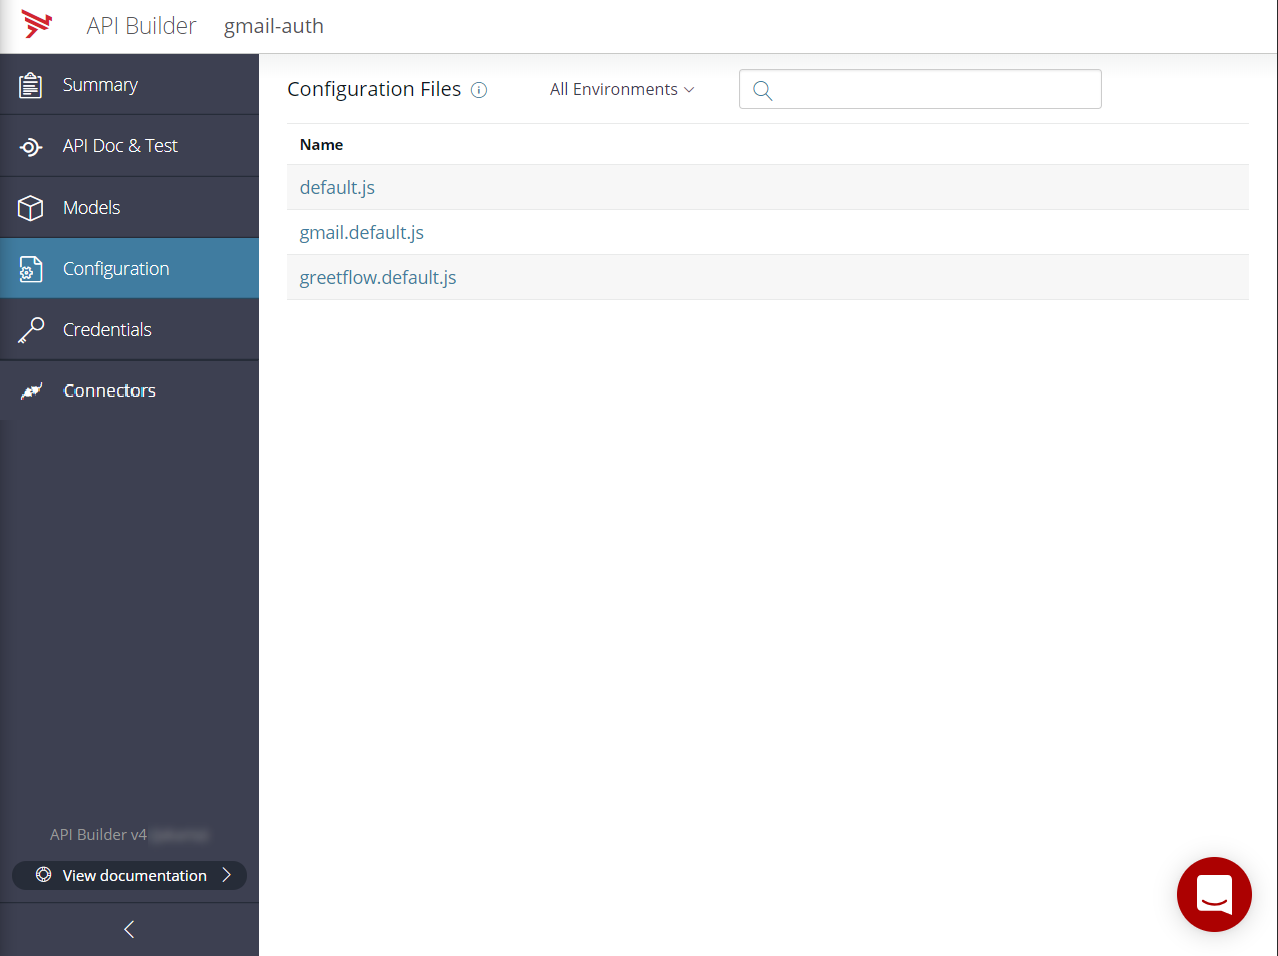 API Builder gmail-auth
Summary
API Doc & Test
Models
Configuration
Credentials
Connectors
API Builder v4
View documentation
Configuration Files
All Environments
Name
default.js
gmail.default.js
greetflow.default.js